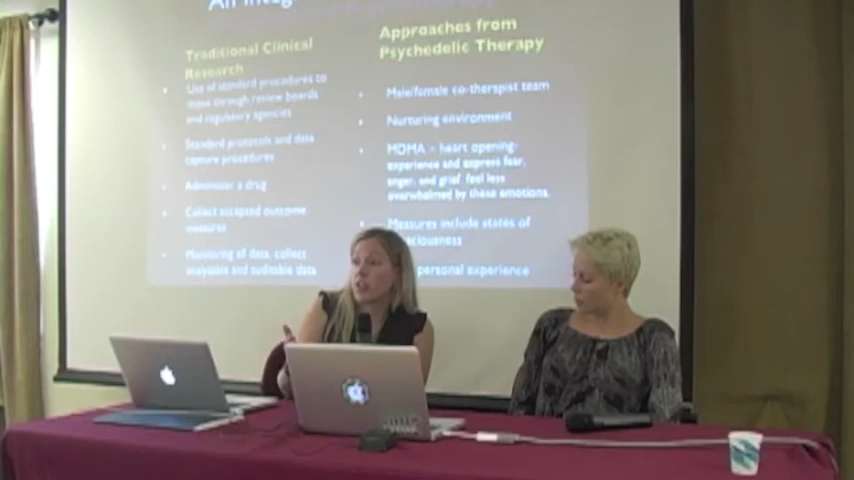 An Integ
Traditional Clinical
Research
Use of standard procedures to
move through review boards
and regulatory agencies
Standard protocols and data
capture procedures
Administer a drug
Collect accepted outcome
measures
Monitoring all data, collect
analyzable and auditable data
Approaches from
Psychedelic Therapy
Male/female co-therapist team
Nurturing environment
MDMA - heart opening-
experience and express fear,
anger, and grief, feel less
overwhelmed by these emotions.
Measures include states of
personal experience